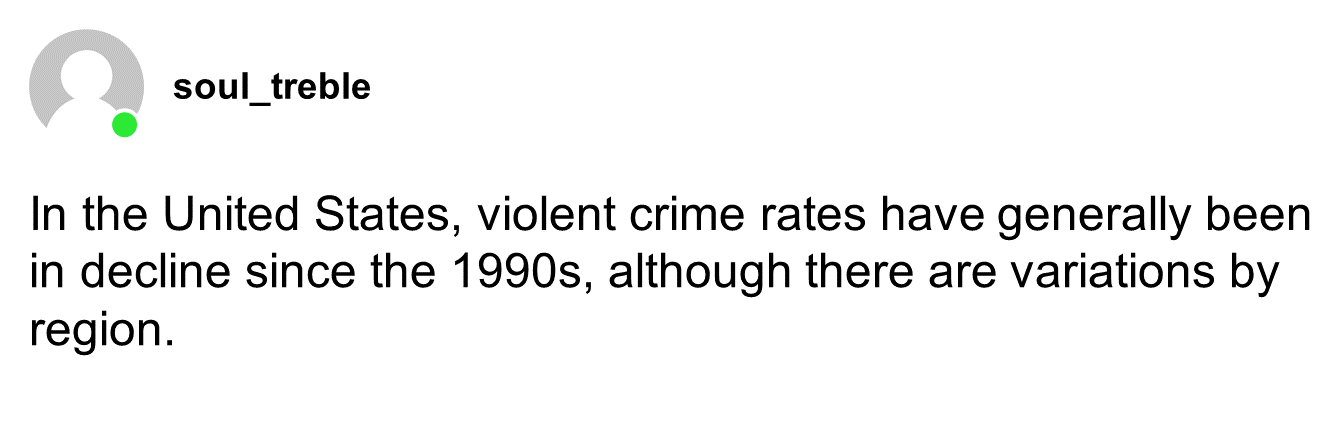 soul_treble
In the United States, violent crime rates have generally been
in decline since the 1990s, although there are variations by
region.